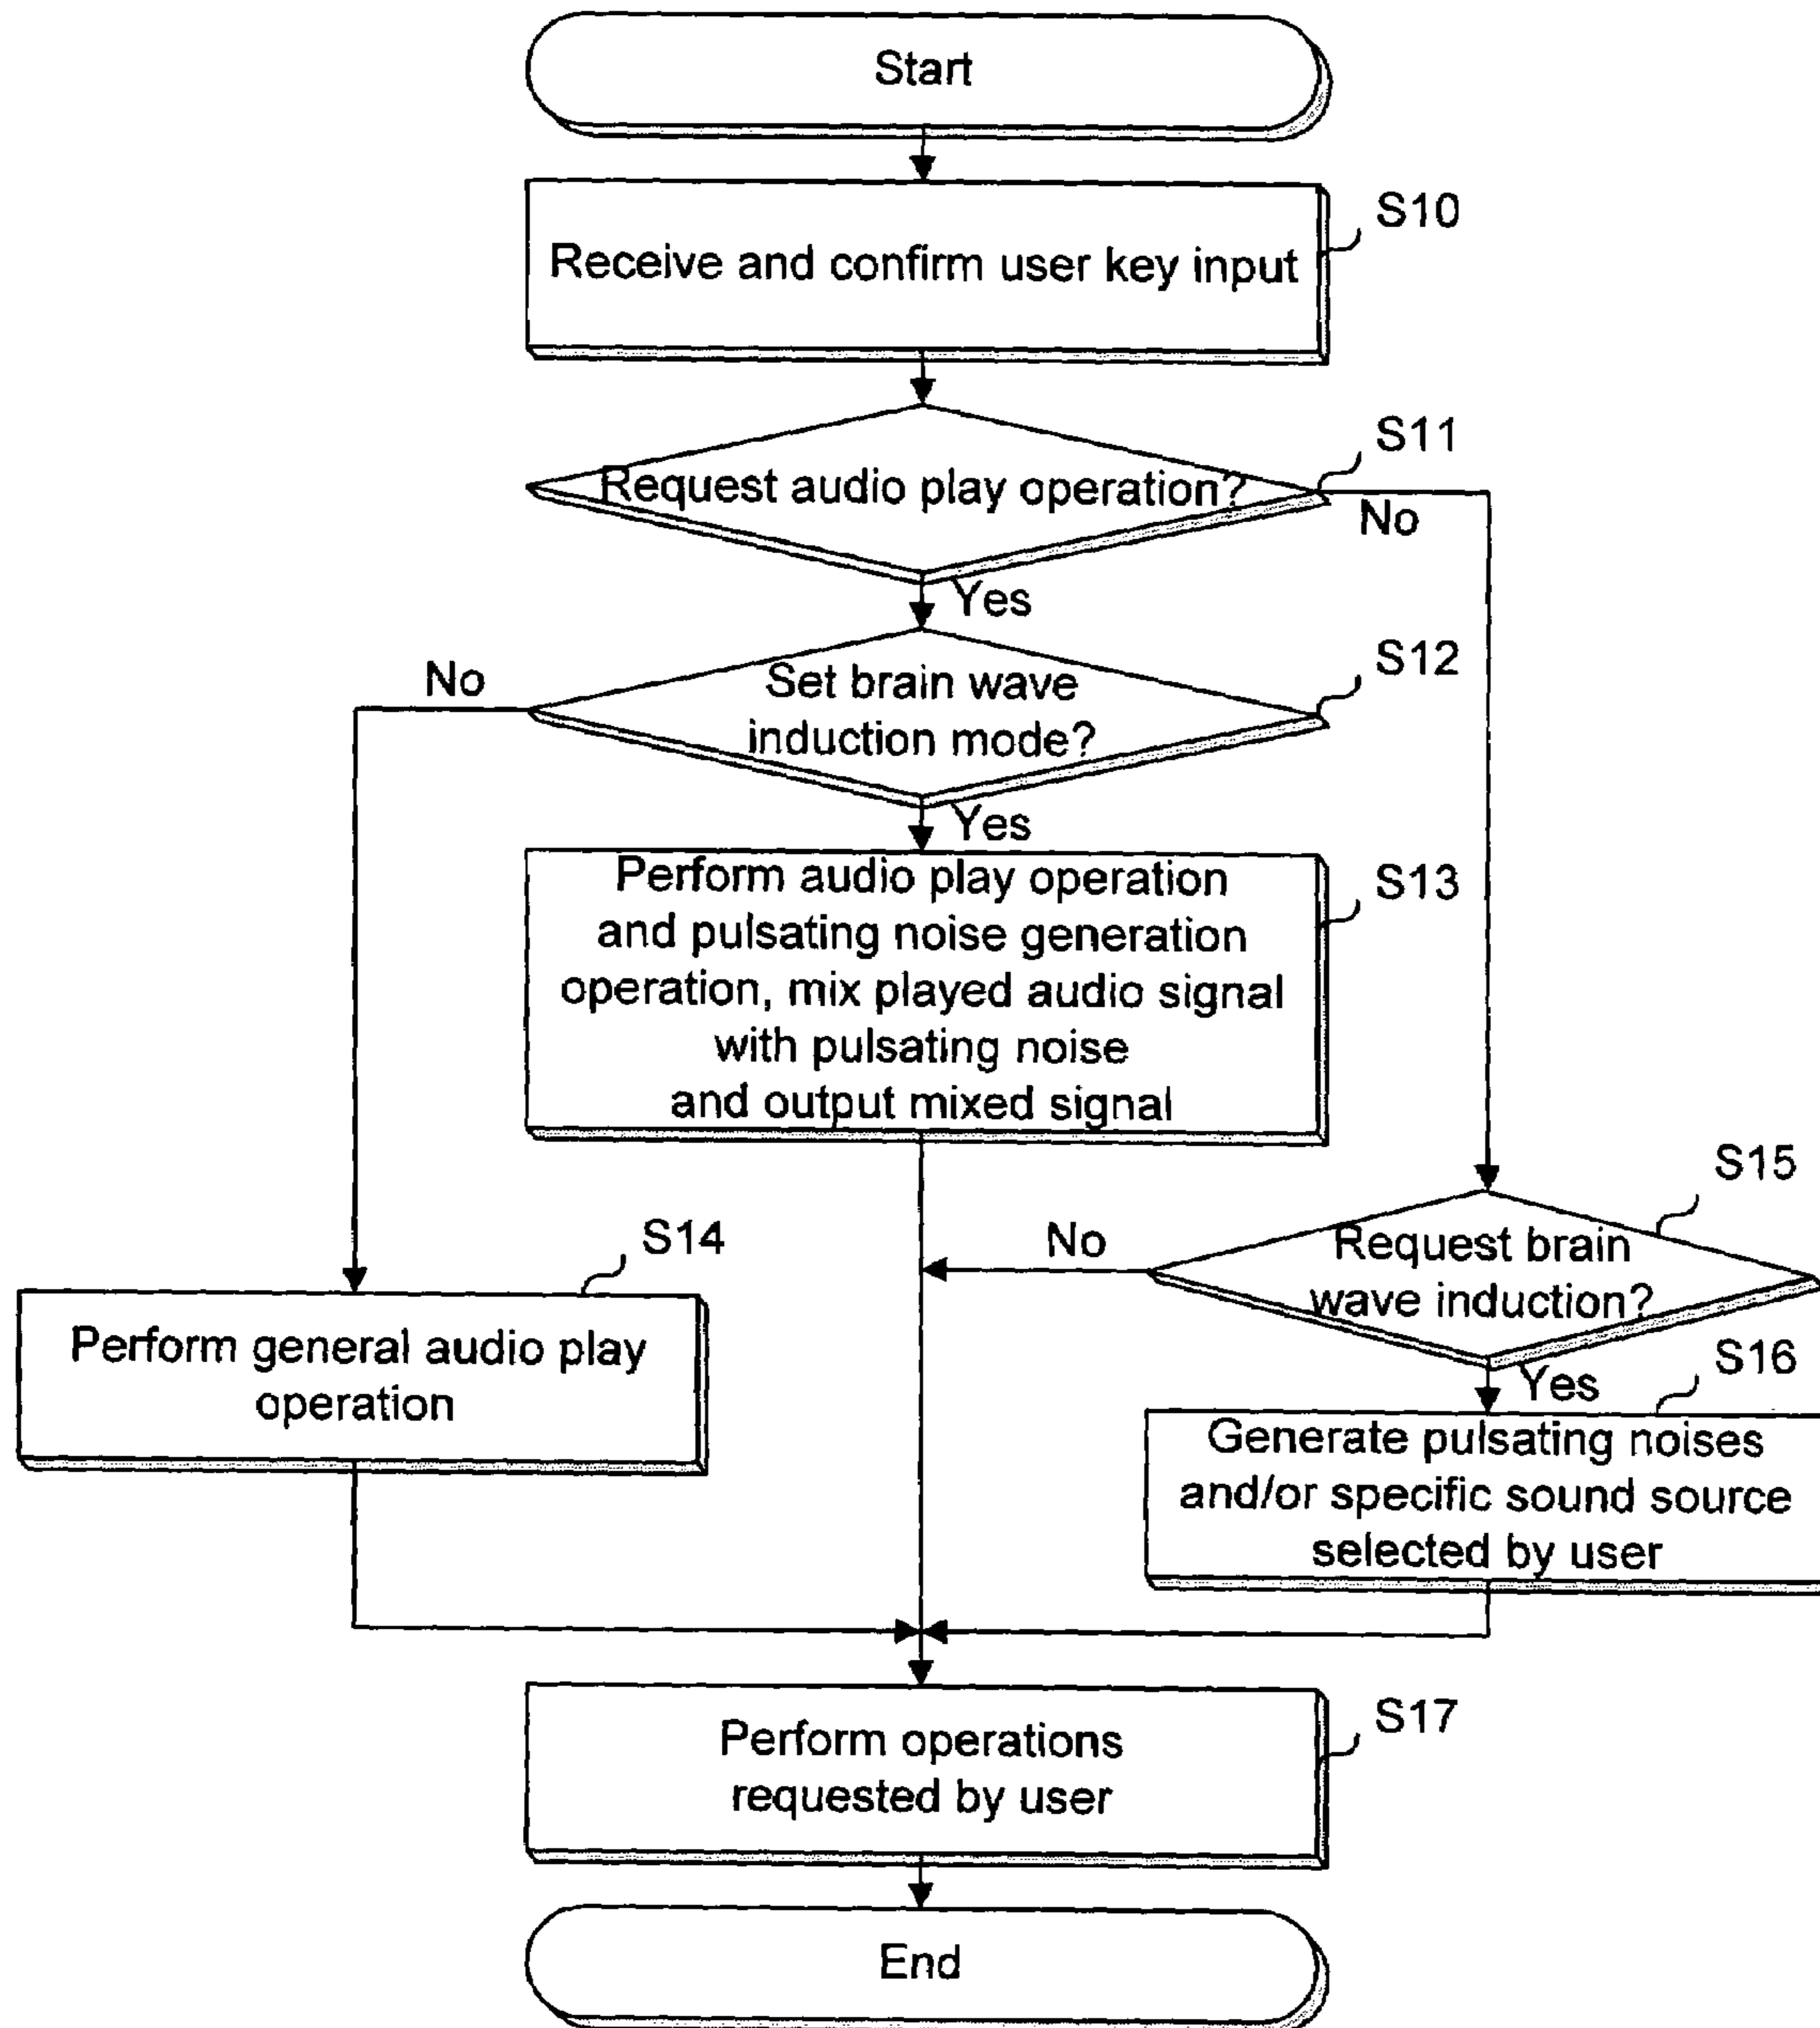 Start
S10
Receive and confirm user key input
S11
Request audio play operation?
No
Yes
S12
No
Set brain wave
induction mode?
Yes
S13
Perform audio play operation
and pulsating noise generation
operation, mix played audio signal
with pulsating noise
and output mixed signal
S15
S14
No
Request brain
wave induction?
Perform general audio play
operation
S16
Yes
Generate pulsating noises
and/or specific sound source
selected by user
S17
Perform operations
requested by user
End